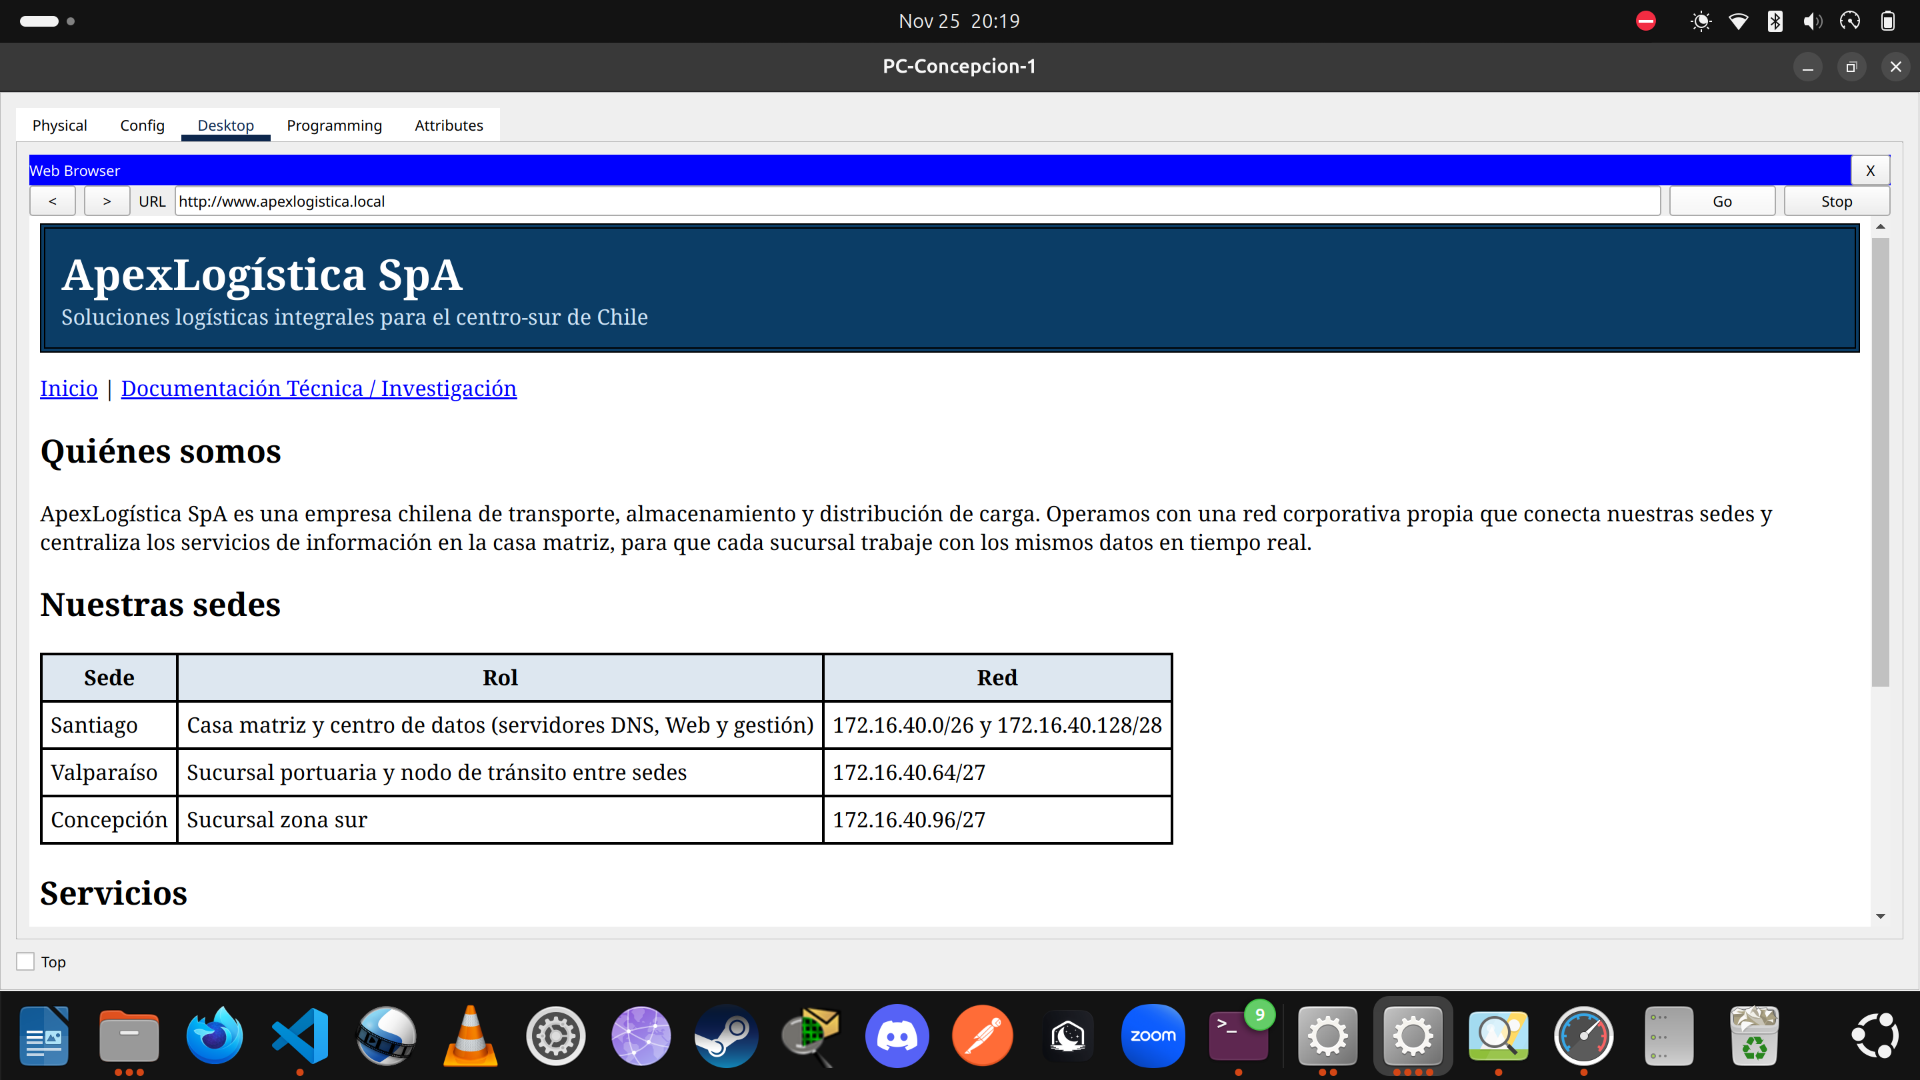 Nov 25 20:19
PC-Concepcion-1
Physical Config Desktop Programming Attributes
Web Browser X
< > URL http://www.apexlogistica.local Go Stop
ApexLogística SpA
Soluciones logísticas integrales para el centro-sur de Chile
Inicio | Documentación Técnica / Investigación
Quiénes somos
ApexLogística SpA es una empresa chilena de transporte, almacenamiento y distribución de carga. Operamos con una red corporativa propia que conecta nuestras sedes y
centraliza los servicios de información en la casa matriz, para que cada sucursal trabaje con los mismos datos en tiempo real.
Nuestras sedes
Sede Rol Red
Santiago Casa matriz y centro de datos (servidores DNS, Web y gestión) 172.16.40.0/26 y 172.16.40.128/28
Valparaíso Sucursal portuaria y nodo de tránsito entre sedes 172.16.40.64/27
Concepción Sucursal zona sur 172.16.40.96/27
Servicios
Top
zoom >_ 9